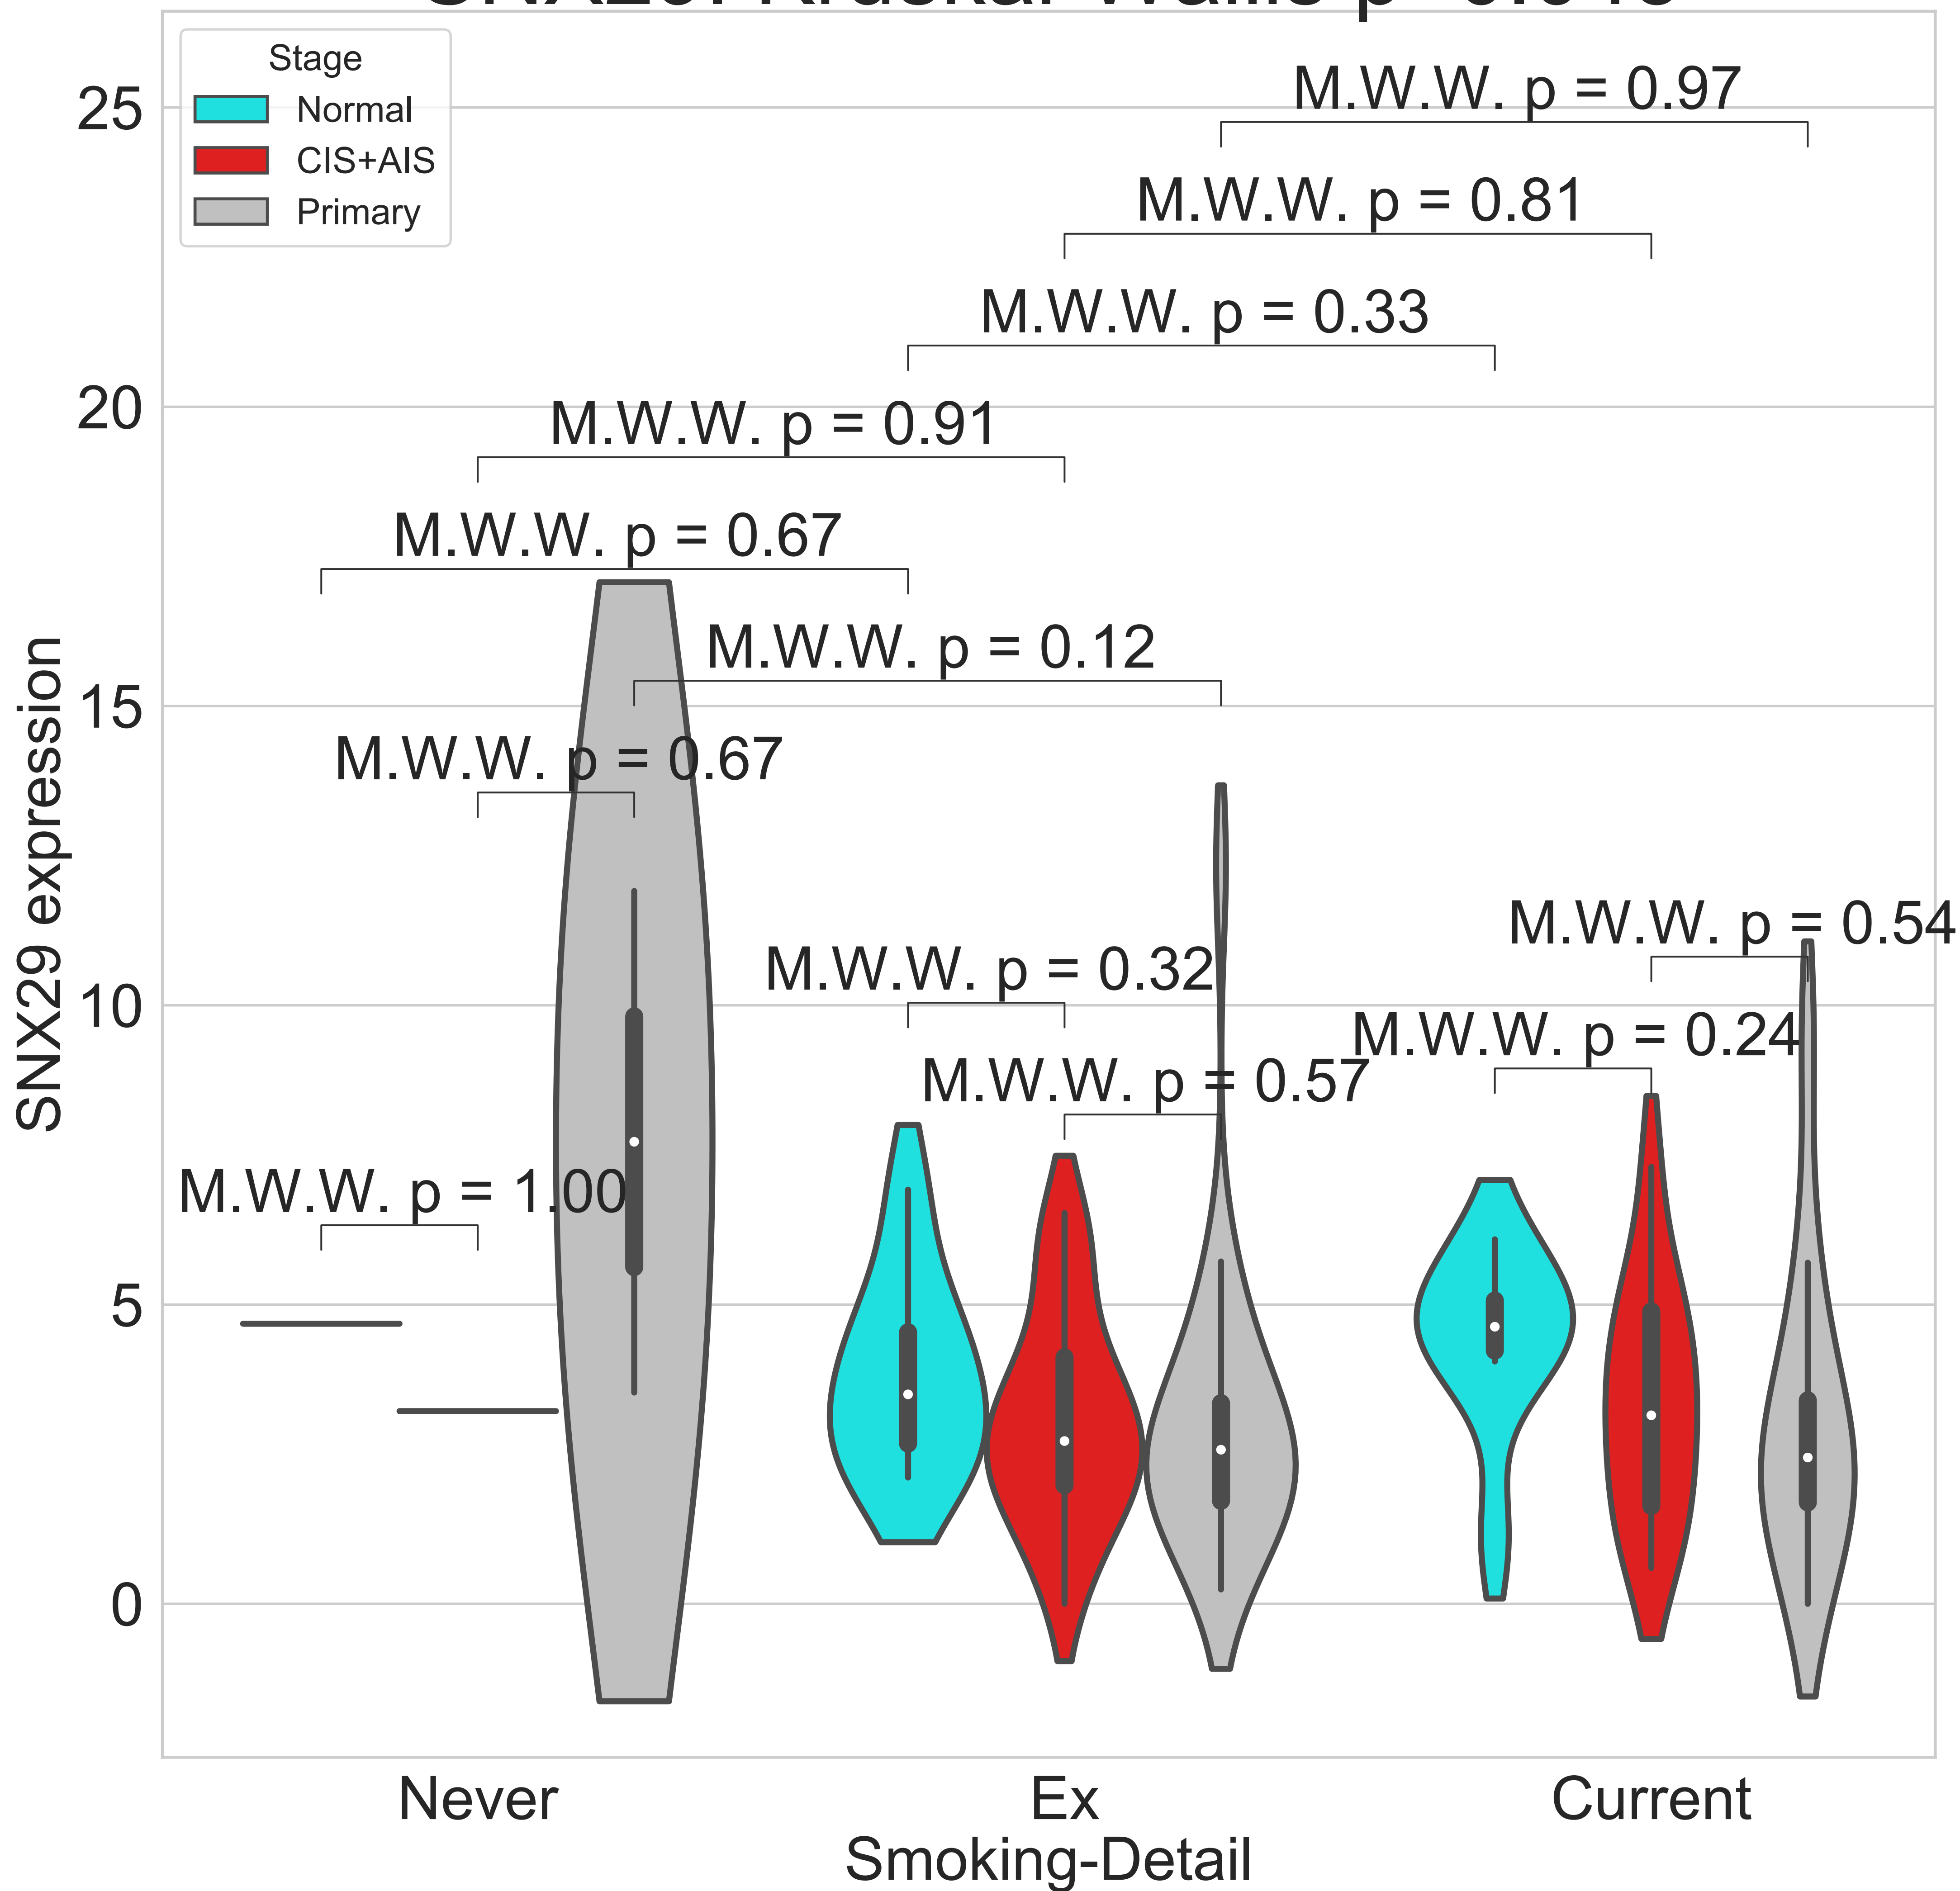 Stage
Normal
CIS+AIS
Primary
M.W.W. p = 0.97
M.W.W. p = 0.81
M.W.W. p = 0.33
M.W.W. p = 0.91
M.W.W. p = 0.67
M.W.W. p = 0.12
M.W.W. p = 0.67
M.W.W. p = 0.54
M.W.W. p = 0.32
M.W.W. p = 0.24
M.W.W. p = 0.57
M.W.W. p = 1.00
25
20
15
10
5
0
SNX29 expression
Never
Ex
Current
Smoking-Detail